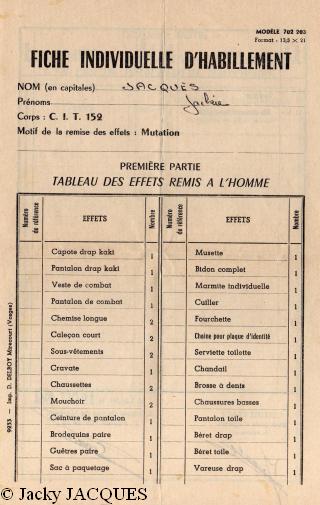 MODÈLE 702 203
Format : 13,5 × 21
FICHE INDIVIDUELLE D'HABILLEMENT
NOM (en capitales) JACQUES
Prénoms
Corps : C. I. T. 152
Motif de la remise des effets : Mutation
PREMIÈRE PARTIE
TABLEAU DES EFFETS REMIS A L'HOMME
Numéro de référence EFFETS Nombre Numéro de référence EFFETS Nombre
Capote drap kaki 1 Musette 1
Pantalon drap kaki 1 Bidon complet 1
Veste de combat 1 Marmite individuelle 1
Pantalon de combat 1 Cuiller 1
Chemise longue 2 Fourchette 1
Caleçon court 2 Chaine pour plaque d'identité 1
Sous-vêtements 2 Serviette toilette 1
Cravate 1 Chandail 1
Chaussettes 2 Brosse à dents 1
Mouchoir 2 Chaussures basses 1
Ceinture de pantalon 1 Pantalon toile 1
Brodequins paire 1 Béret drap 1
Guêtres paire 1 Béret toile 1
Sac à paquetage 1 Vareuse drap 1
9933 — Imp. D. DELROY Mirecourt (Vosges)
© Jacky JACQUES